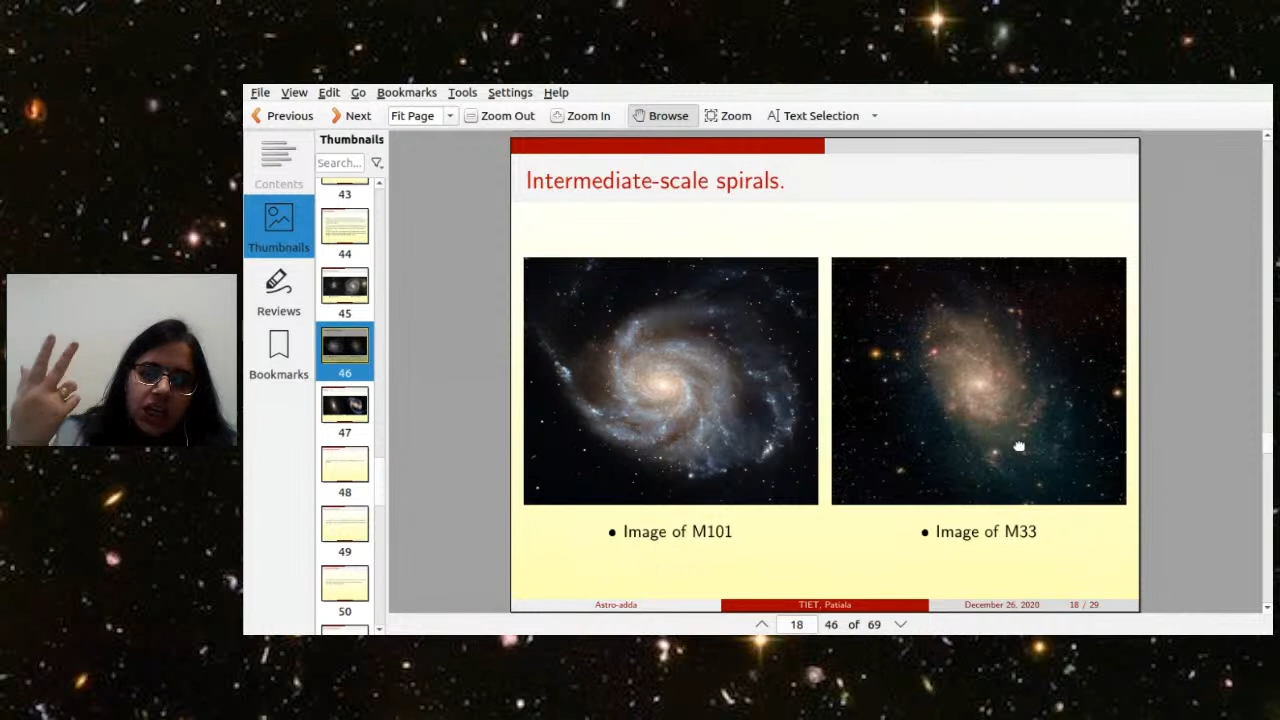 File View Edit Go Bookmarks Tools Settings Help
Previous Next Fit Page Zoom Out Zoom In Browse Zoom Text Selection
Contents
Thumbnails
Reviews
Bookmarks
Thumbnails
Search...
43
44
45
46
47
48
49
50
Intermediate-scale spirals.
• Image of M101
• Image of M33
Astro-adda TIET, Patiala December 26, 2020 18 / 29
18 46 of 69